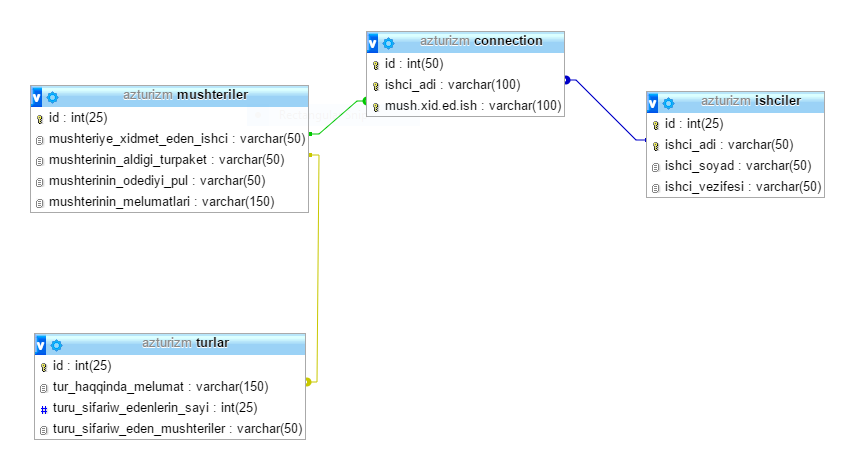 azturizm connection
id : int(50)
ishci_adi : varchar(100)
mush.xid.ed.ish : varchar(100)
azturizm mushteriler
id : int(25)
mushteriye_xidmet_eden_ishci : varchar(50)
mushterinin_aldigi_turpaket : varchar(50)
mushterinin_odediyi_pul : varchar(50)
mushterinin_melumatlari : varchar(150)
azturizm ishciler
id : int(25)
ishci_adi : varchar(50)
ishci_soyad : varchar(50)
ishci_vezifesi : varchar(50)
azturizm turlar
id : int(25)
tur_haqqinda_melumat : varchar(150)
turu_sifariw_edenlerin_sayi : int(25)
turu_sifariw_eden_mushteriler : varchar(50)